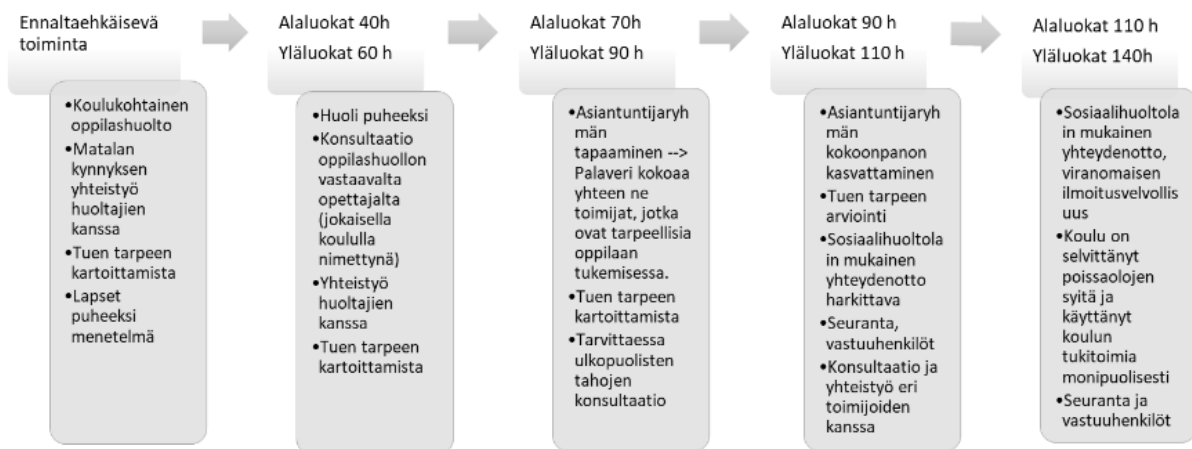 Ennaltaehkäisevä
toiminta
•Koulukohtainen
oppilashuolto
•Matalan
kynnyksen
yhteistyö
huoltajien
kanssa
•Tuen tarpeen
kartoittamista
•Lapset
puheeksi
menetelmä
Alaluokat 40h
Yläluokat 60 h
•Huoli puheeksi
•Konsultaatio
oppilashuollon
vastaavalta
opettajalta
(jokaisella
koululla
nimettynä)
•Yhteistyö
huoltajien
kanssa
•Tuen tarpeen
kartoittamista
Alaluokat 70h
Yläluokat 90 h
•Asiantuntijaryh
män
tapaaminen -->
Palaveri kokoaa
yhteen ne
toimijat, jotka
ovat tarpeellisia
oppilaan
tukemisessa.
•Tuen tarpeen
kartoittamista
•Tarvittaessa
ulkopuolisten
tahojen
konsultaatio
Alaluokat 90 h
Yläluokat 110 h
•Asiantuntijaryh
män
kokoonpanon
kasvattaminen
•Tuen tarpeen
arviointi
•Sosiaalihuoltola
in mukainen
yhteydenotto
harkittava
•Seuranta,
vastuuhenkilöt
•Konsultaatio ja
yhteistyö eri
toimijoiden
kanssa
Alaluokat 110 h
Yläluokat 140h
•Sosiaalihuoltola
in mukainen
yhteydenotto,
viranomaisen
ilmoitusvelvollis
uus
•Koulu on
selvittänyt
poissaolojen
syitä ja
käyttänyt
koulun
tukitoimia
monipuolisesti
•Seuranta ja
vastuuhenkilöt